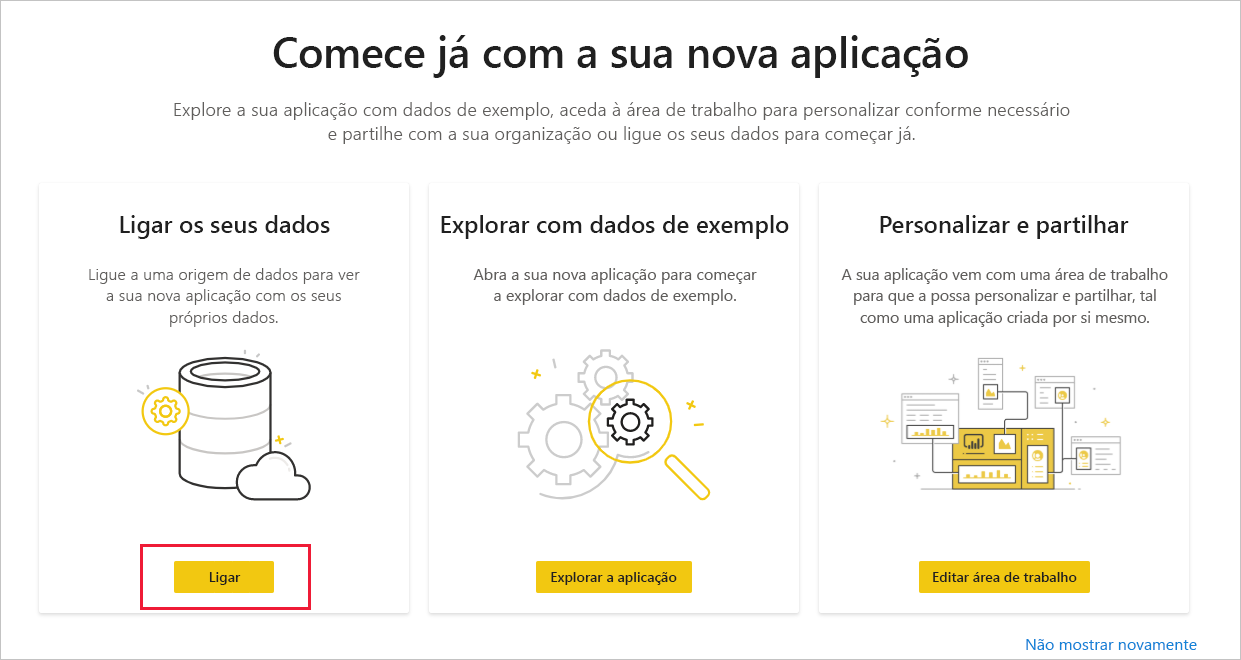 Comece já com a sua nova aplicação
Explore a sua aplicação com dados de exemplo, aceda à área de trabalho para personalizar conforme necessário
e partilhe com a sua organização ou ligue os seus dados para começar já.
Ligar os seus dados
Ligue a uma origem de dados para ver
a sua nova aplicação com os seus
próprios dados.
Ligar
Explorar com dados de exemplo
Abra a sua nova aplicação para começar
a explorar com dados de exemplo.
Explorar a aplicação
Personalizar e partilhar
A sua aplicação vem com uma área de trabalho
para que a possa personalizar e partilhar, tal
como uma aplicação criada por si mesmo.
Editar área de trabalho
Não mostrar novamente